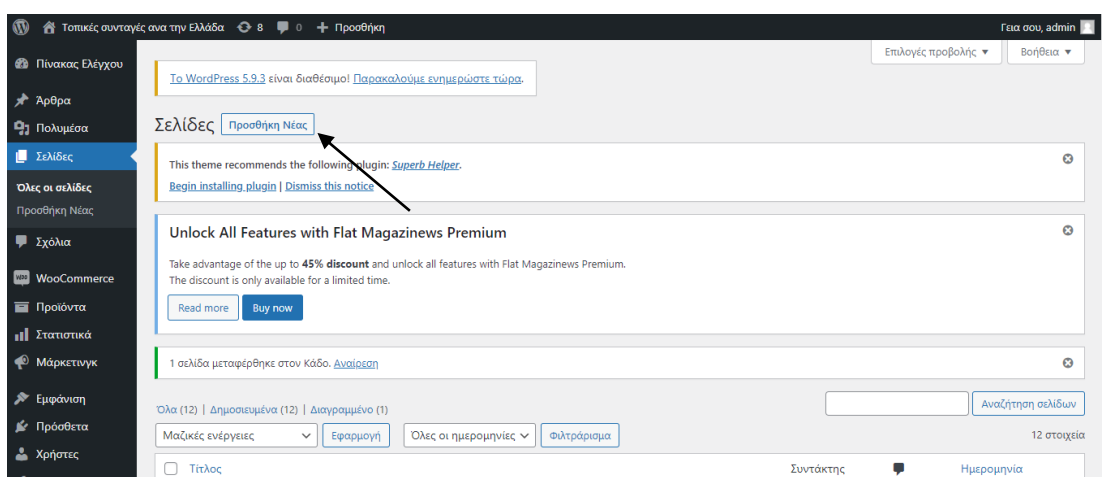 Τοπικές συνταγές ανα την Ελλάδα 8 0 Προσθήκη Γεια σου, admin
Πίνακας Ελέγχου
Άρθρα
Πολυμέσα
Σελίδες
Όλες οι σελίδες
Προσθήκη Νέας
Σχόλια
WooCommerce
Προϊόντα
Στατιστικά
Μάρκετινγκ
Εμφάνιση
Πρόσθετα
Χρήστες
Επιλογές προβολής Βοήθεια
Το WordPress 5.9.3 είναι διαθέσιμο! Παρακαλούμε ενημερώστε τώρα.
Σελίδες Προσθήκη Νέας
This theme recommends the following plugin: Superb Helper.
Begin installing plugin | Dismiss this notice
Unlock All Features with Flat Magazinews Premium
Take advantage of the up to 45% discount and unlock all features with Flat Magazinews Premium.
The discount is only available for a limited time.
Read more Buy now
1 σελίδα μεταφέρθηκε στον Κάδο. Αναίρεση
Όλα (12) | Δημοσιευμένα (12) | Διαγραμμένο (1)
Αναζήτηση σελίδων
Μαζικές ενέργειες Εφαρμογή Όλες οι ημερομηνίες Φιλτράρισμα 12 στοιχεία
Τίτλος Συντάκτης Ημερομηνία